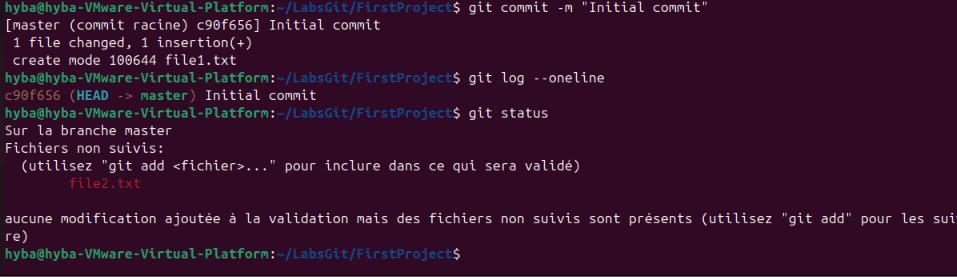 hyba@hyba-VMware-Virtual-Platform:~/LabsGit/FirstProject$ git commit -m "Initial commit"
[master (commit racine) c90f656] Initial commit
 1 file changed, 1 insertion(+)
 create mode 100644 file1.txt
hyba@hyba-VMware-Virtual-Platform:~/LabsGit/FirstProject$ git log --oneline
c90f656 (HEAD -> master) Initial commit
hyba@hyba-VMware-Virtual-Platform:~/LabsGit/FirstProject$ git status
Sur la branche master
Fichiers non suivis:
  (utilisez "git add <fichier>..." pour inclure dans ce qui sera validé)
        file2.txt

aucune modification ajoutée à la validation mais des fichiers non suivis sont présents (utilisez "git add" pour les sui
re)
hyba@hyba-VMware-Virtual-Platform:~/LabsGit/FirstProject$